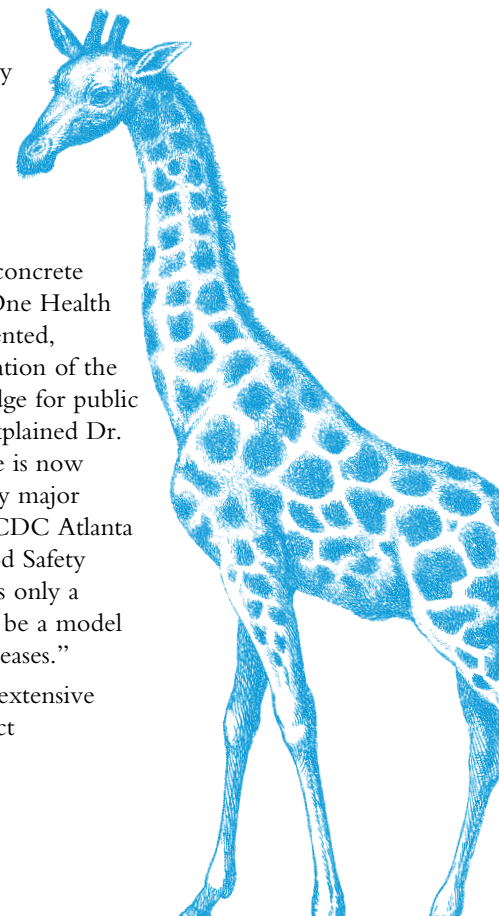 y
concrete
One Health
ented,
ation of the
dge for public
xplained Dr.
e is now
y major
CDC Atlanta
od Safety
s only a
be a model
eases.”
extensive
ct